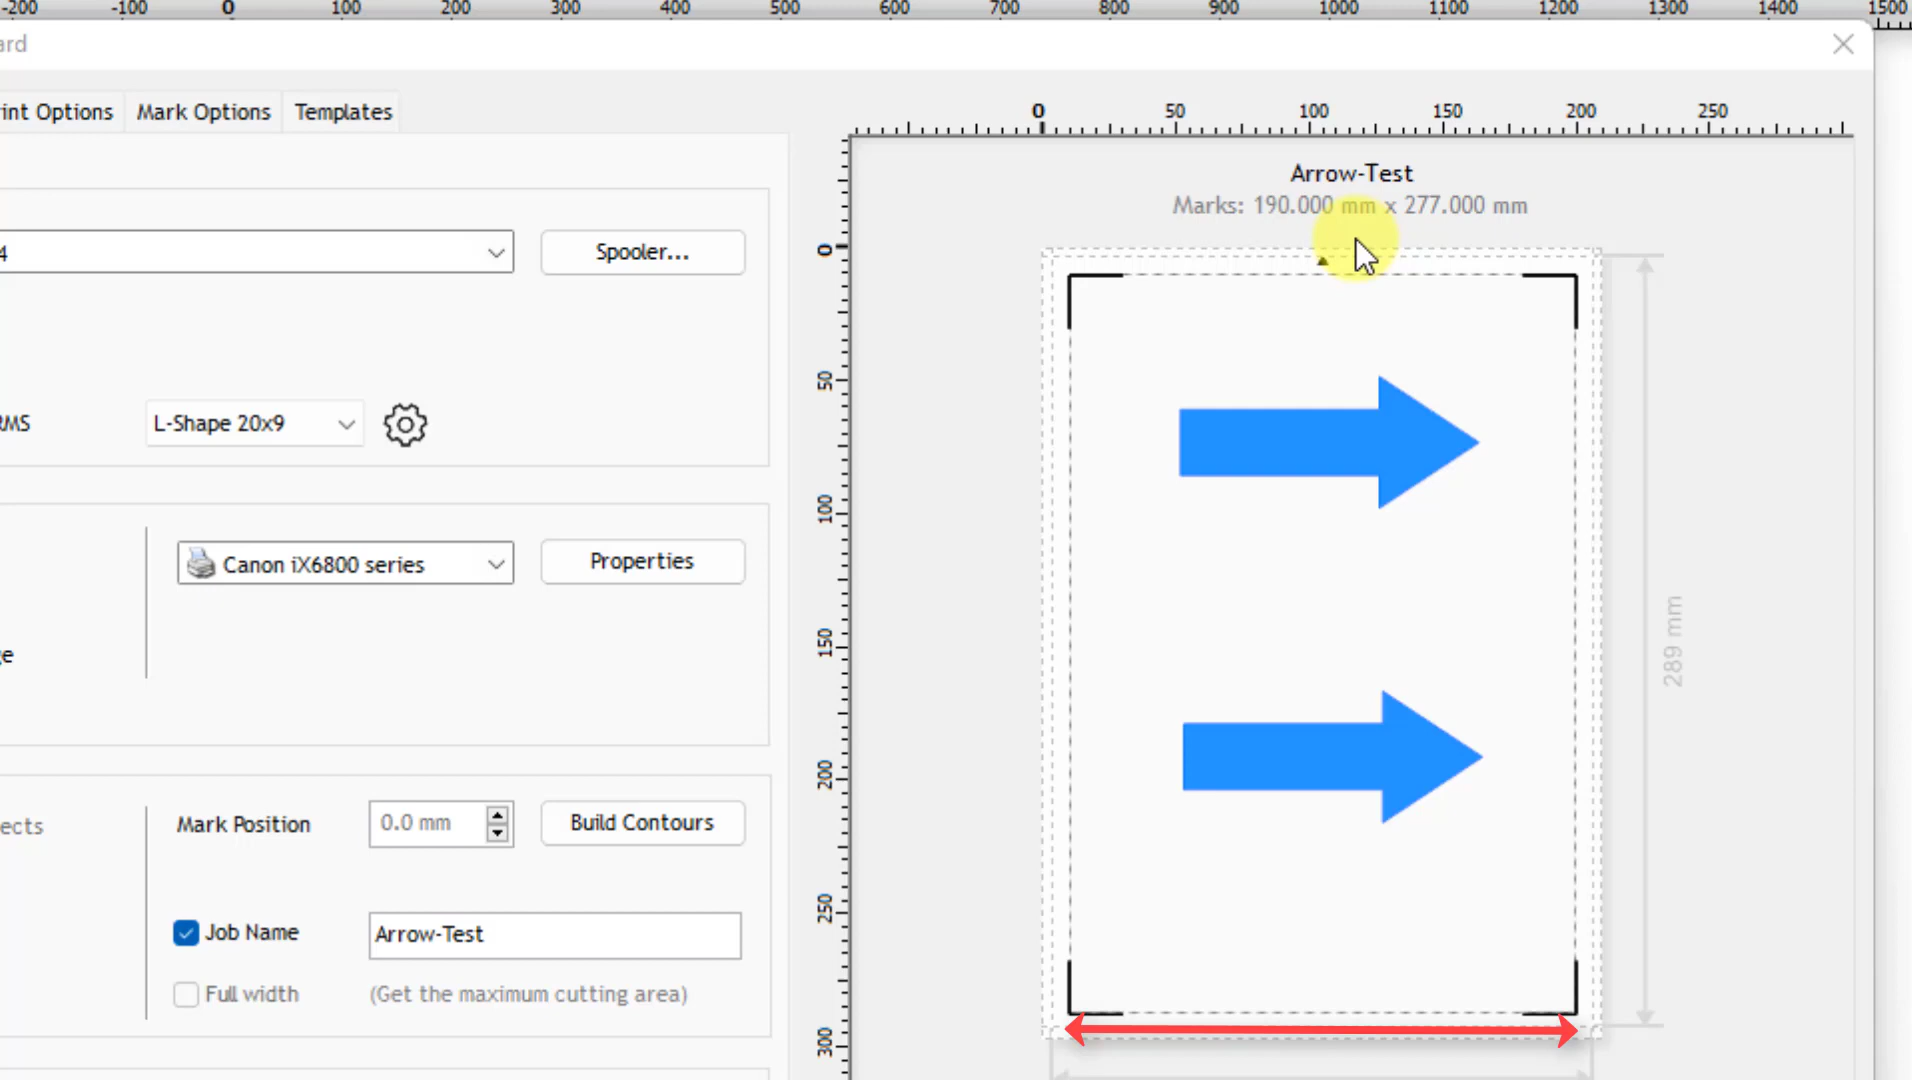 -200 -100 0 100 200 300 400 500 600 700 800 900 1000 1100 1200 1300 1400 1500
ard
int Options Mark Options Templates
0 50 100 150 200 250
Arrow-Test
Marks: 190.000 mm x 277.000 mm
4 Spooler...
RMS L-Shape 20x9
Canon iX6800 series Properties
ge
ects Mark Position 0.0 mm Build Contours
Job Name Arrow-Test
Full width (Get the maximum cutting area)
0
50
100
150
200
250
300
289 mm